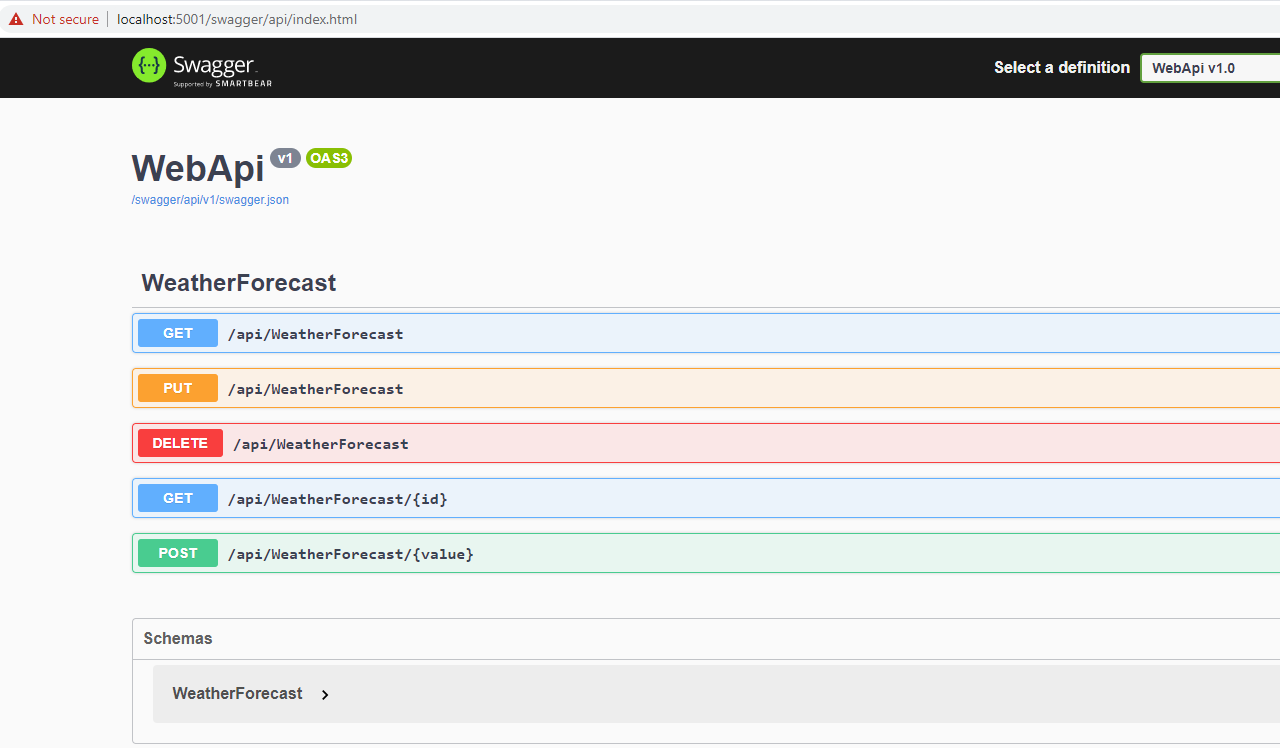 Not secure | localhost:5001/swagger/api/index.html
{...} Swagger
Supported by SMARTBEAR
Select a definition WebApi v1.0
WebApi v1 OAS3
/swagger/api/v1/swagger.json
WeatherForecast
GET /api/WeatherForecast
PUT /api/WeatherForecast
DELETE /api/WeatherForecast
GET /api/WeatherForecast/{id}
POST /api/WeatherForecast/{value}
Schemas
WeatherForecast